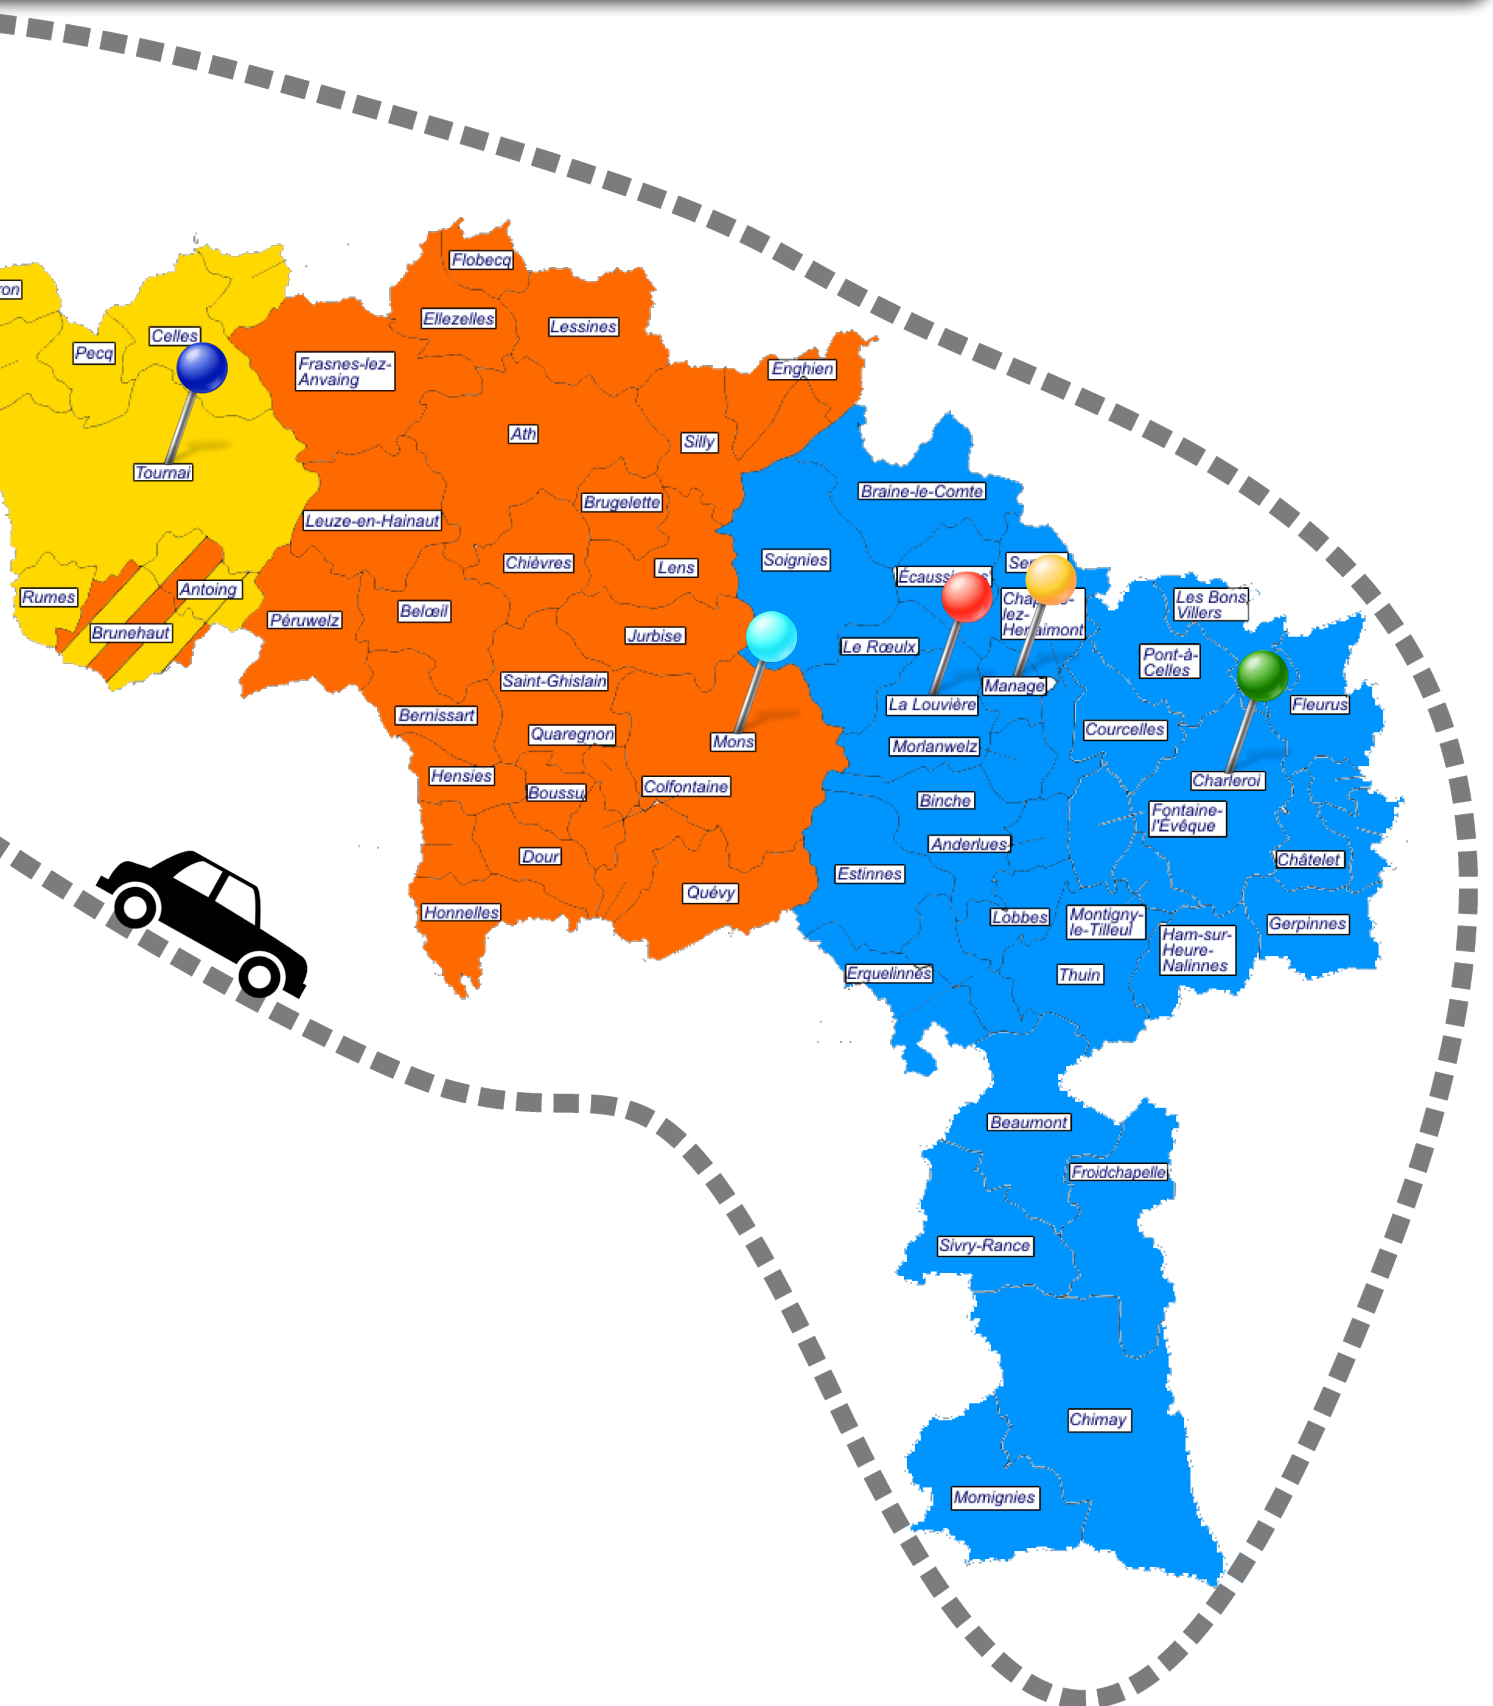 Flobecq
Ellezelles
Lessines
Celles
Pecq
Frasnes-lez-
Anvaing
Enghien
Ath
Silly
Tournai
Braine-le-Comte
Brugelette
Leuze-en-Hainaut
Soignies
Chièvres
Lens
Rumes
Antoing
Brunehaut
Péruwelz
Belœil
Jurbise
Le Rœulx
lez-
Les Bons
Villers
Pont-à-
Celles
Saint-Ghislain
Manage
La Louvière
Fleurus
Bernissart
Quaregnon
Mons
Courcelles
Morlanwelz
Hensies
Boussu
Colfontaine
Charleroi
Binche
Fontaine-
l'Évêque
Anderlues
Dour
Châtelet
Estinnes
Quévy
Honnelles
Lobbes
Montigny-
le-Tilleul
Gerpinnes
Ham-sur-
Heure-
Nalinnes
Erquelinnes
Thuin
Beaumont
Froidchapelle
Sivry-Rance
Chimay
Momignies